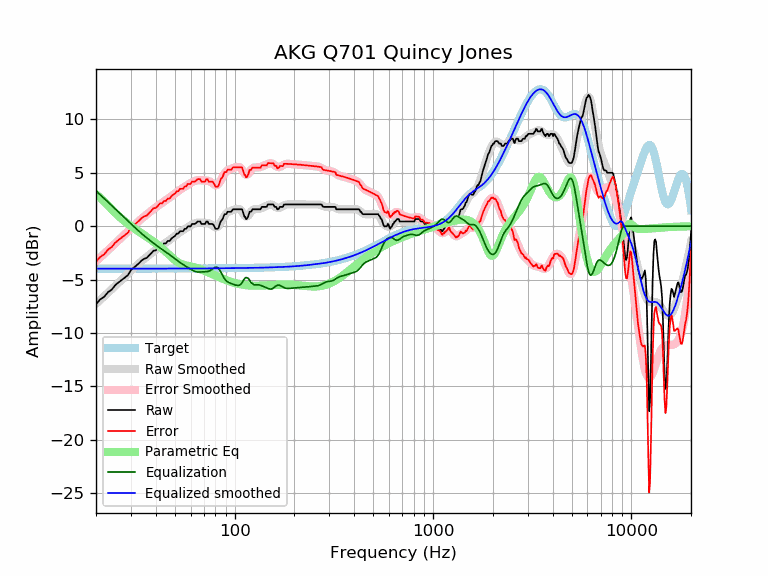 AKG Q701 Quincy Jones
Amplitude (dBr)
10
5
0
−5
−10
−15
−20
−25
Target
Raw Smoothed
Error Smoothed
Raw
Error
Parametric Eq
Equalization
Equalized smoothed
100
1000
10000
Frequency (Hz)